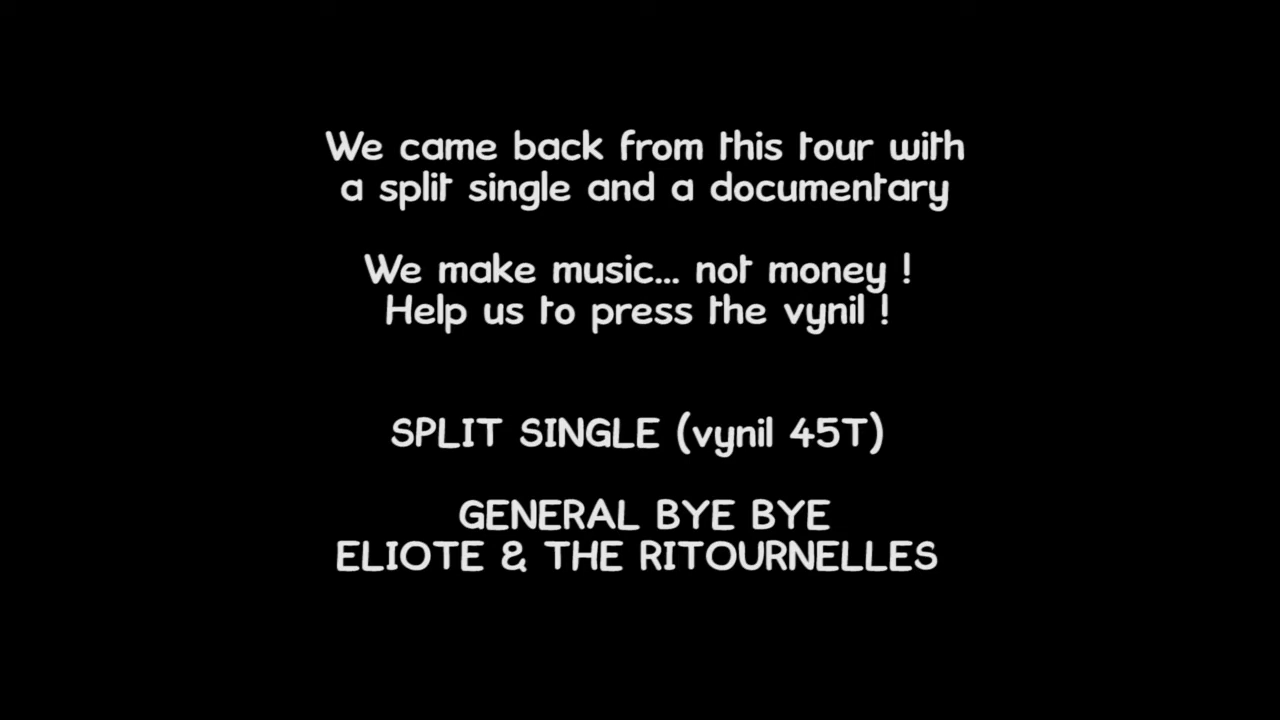 We came back from this tour with
a split single and a documentary
We make music... not money !
Help us to press the vynil !
SPLIT SINGLE (vynil 45T)
GENERAL BYE BYE
ELIOTE & THE RITOURNELLES